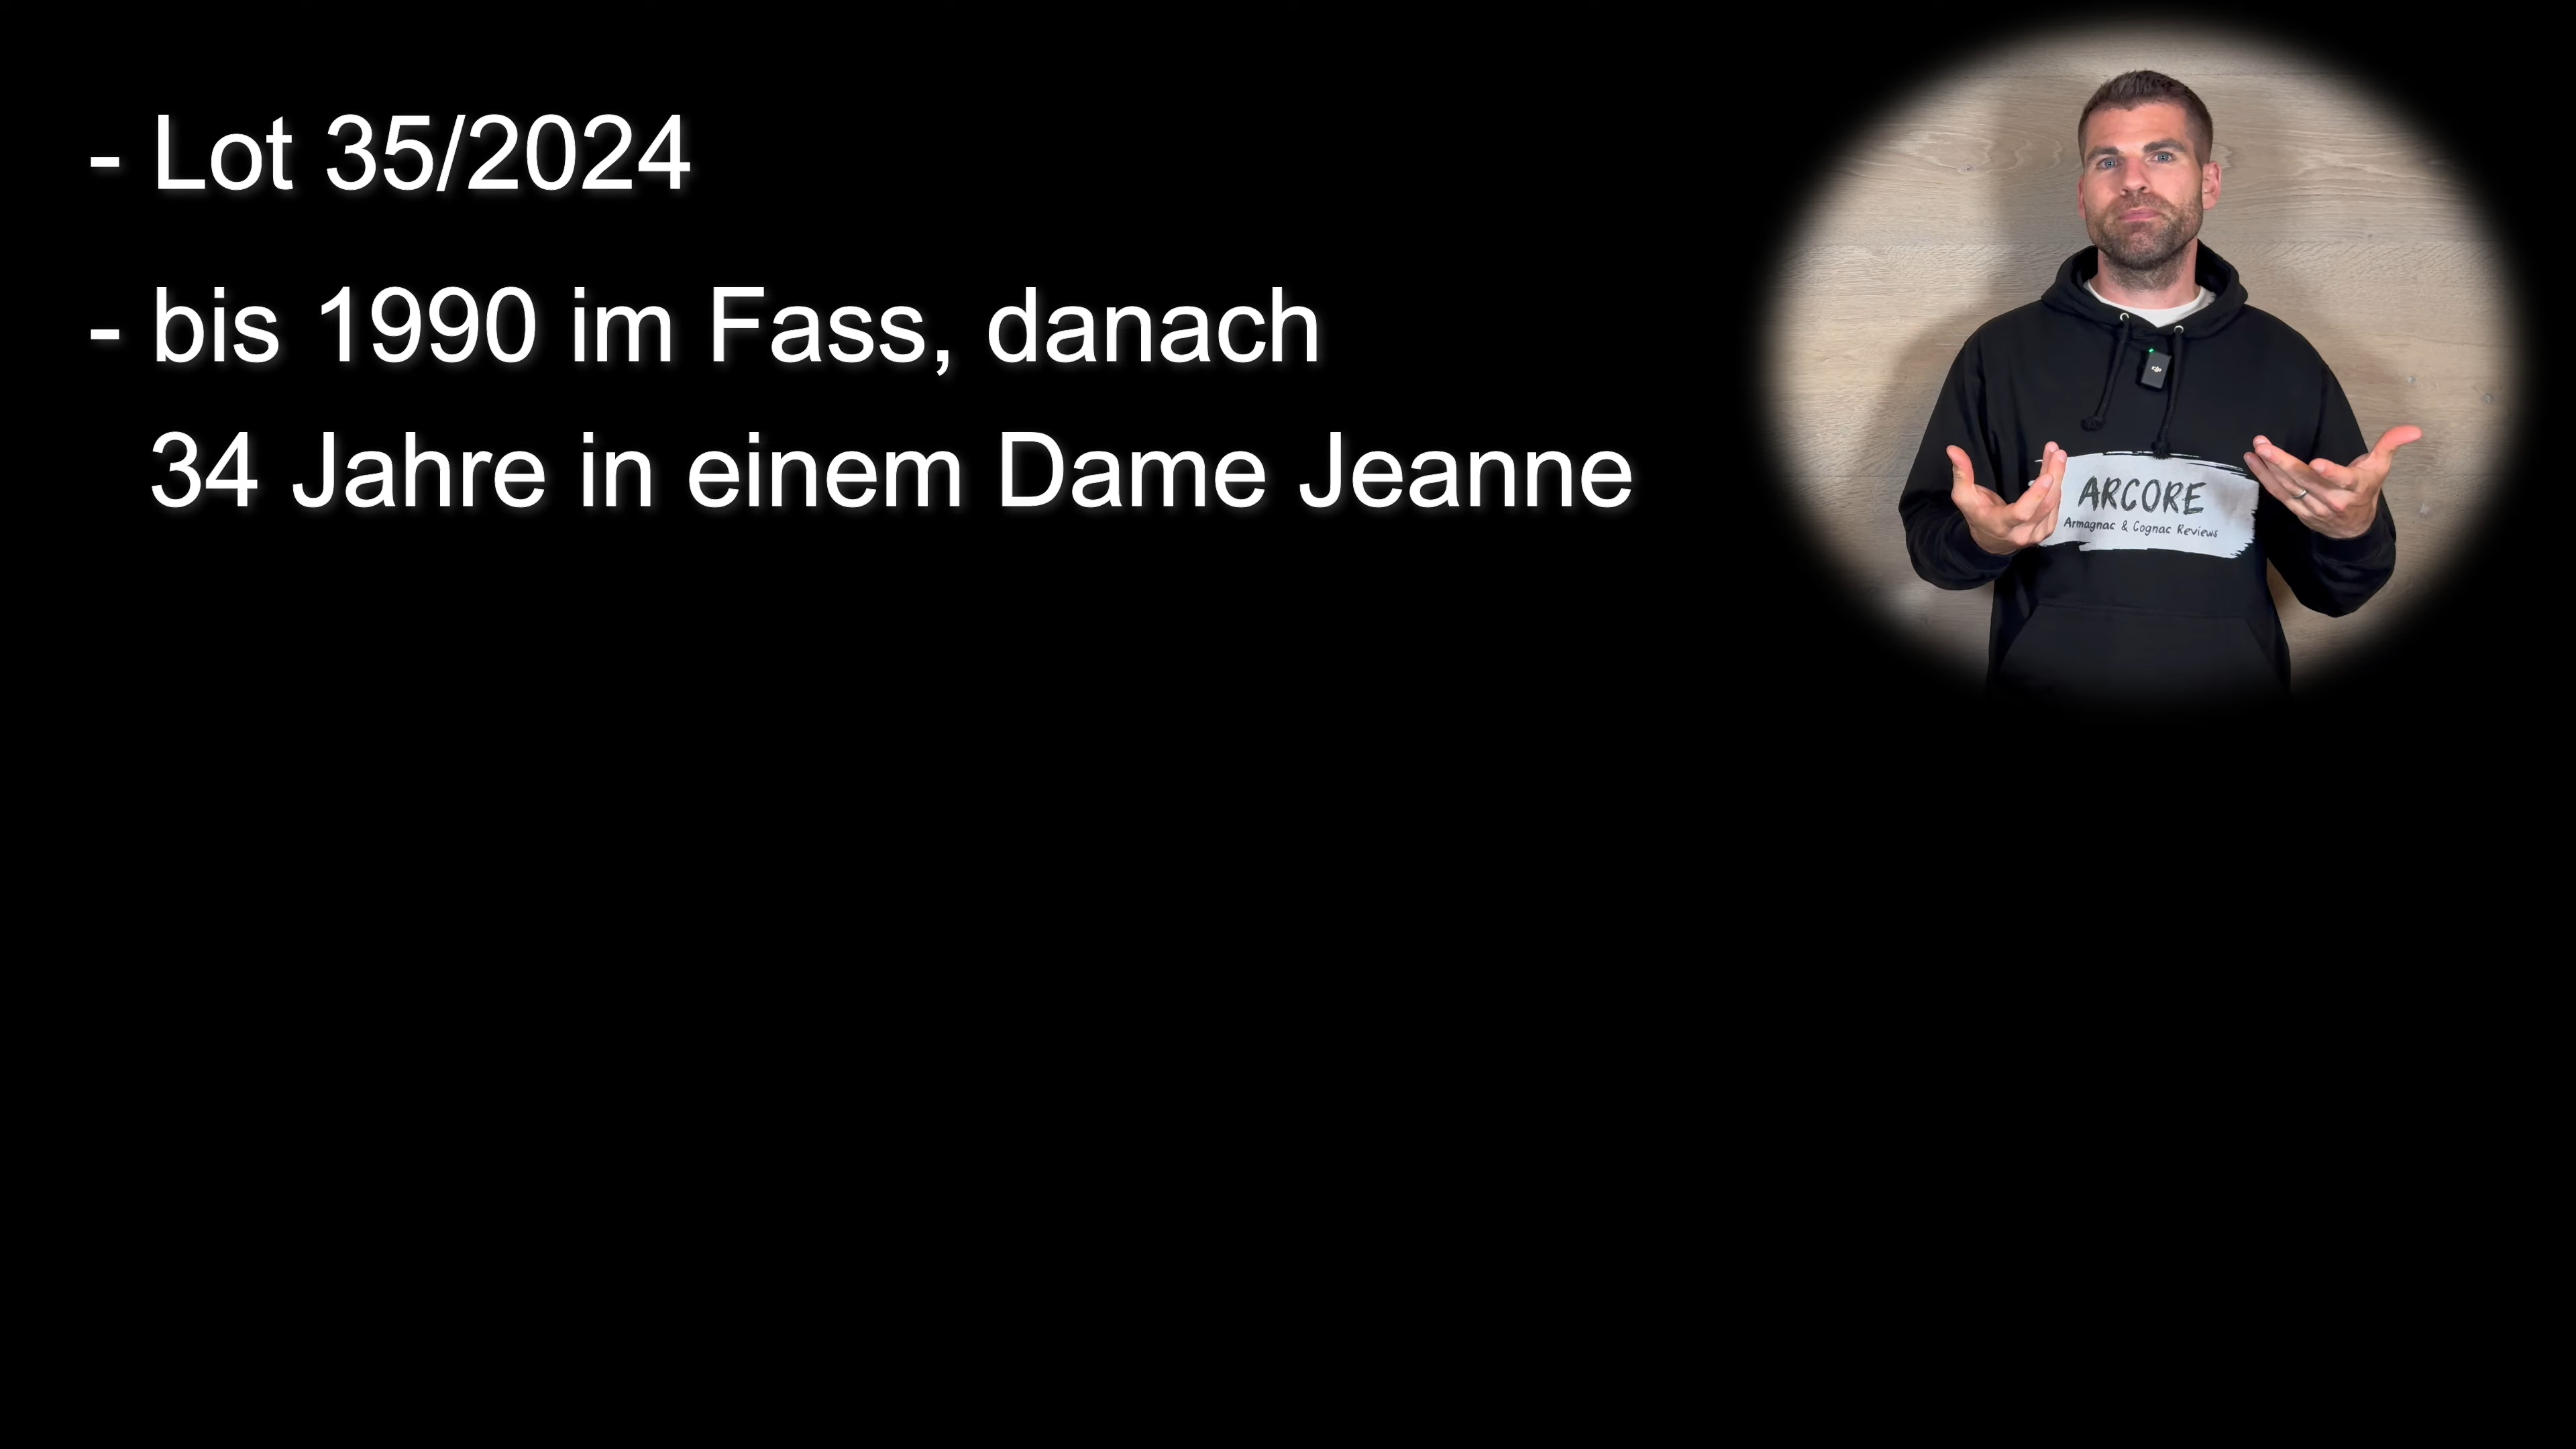 - Lot 35/2024
- bis 1990 im Fass, danach
34 Jahre in einem Dame Jeanne
ARCORE
Armagnac & Cognac Reviews